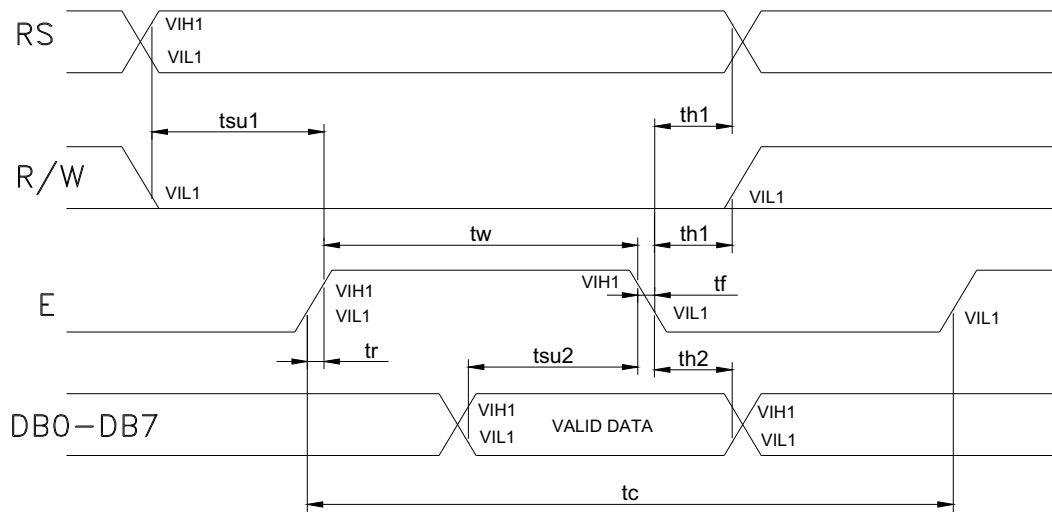 RS
VIH1
VIL1
tsu1
th1
R/W
VIL1
VIL1
tw
th1
E
VIH1
VIL1
VIH1
tf
VIL1
VIL1
tr
tsu2
th2
DB0-DB7
VIH1
VIL1
VALID DATA
VIH1
VIL1
tc